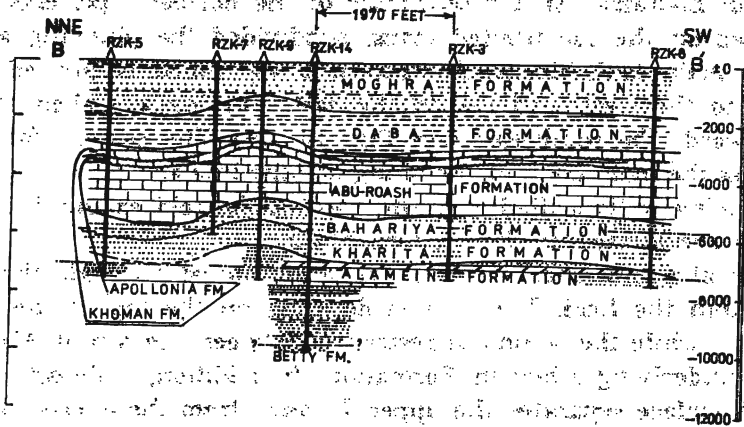 1970 FEET
NNE
B
SW
B'
RZK-5
RZK-7
RZK-9
RZK-14
RZK-3
RZK-8
±0
MOGHRA FORMATION
DABA FORMATION
-2000
ABU-ROASH FORMATION
-4000
BAHARIYA FORMATION
KHARITA FORMATION
-6000
ALAMEIN FORMATION
APOLLONIA FM.
KHOMAN FM.
-8000
? ?
BETTY FM.
-10000
-12000